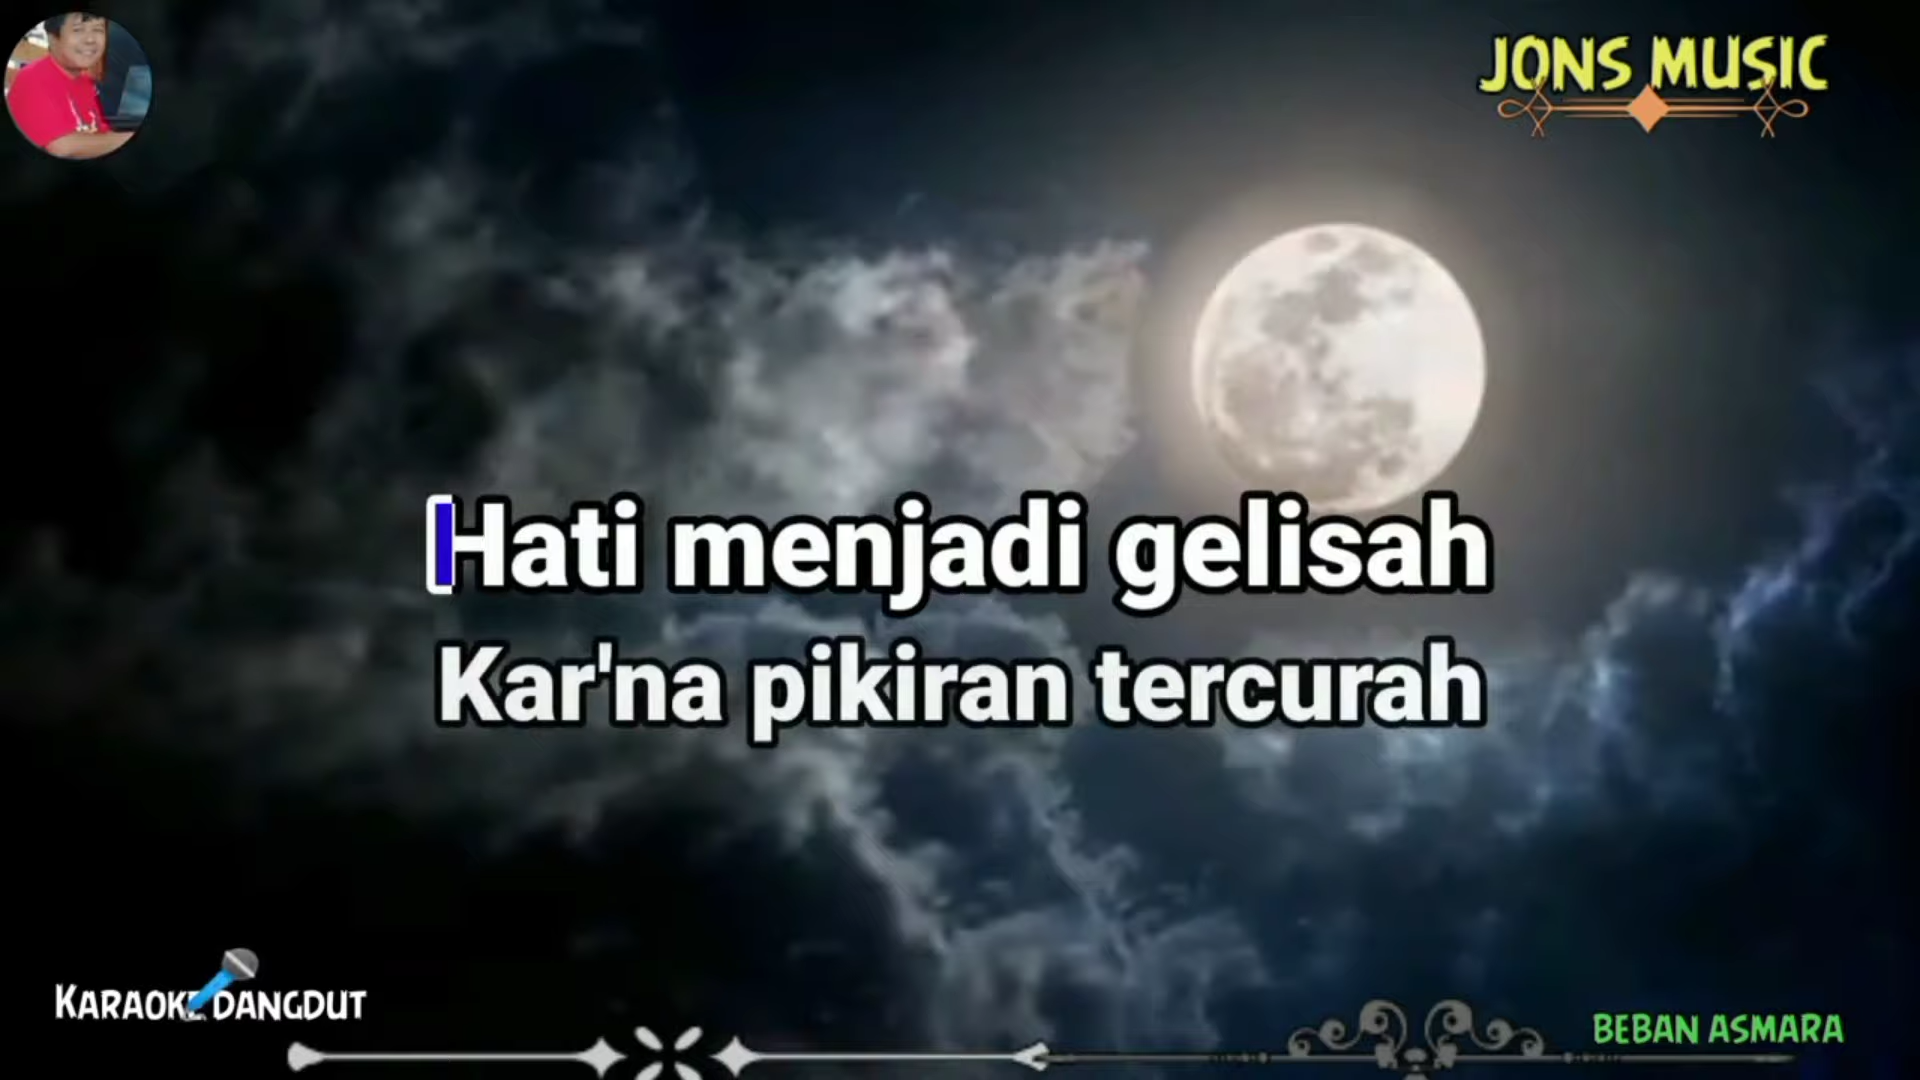 JONS MUSIC
Hati menjadi gelisah
Kar'na pikiran tercurah
KARAOKE DANGDUT
BEBAN ASMARA